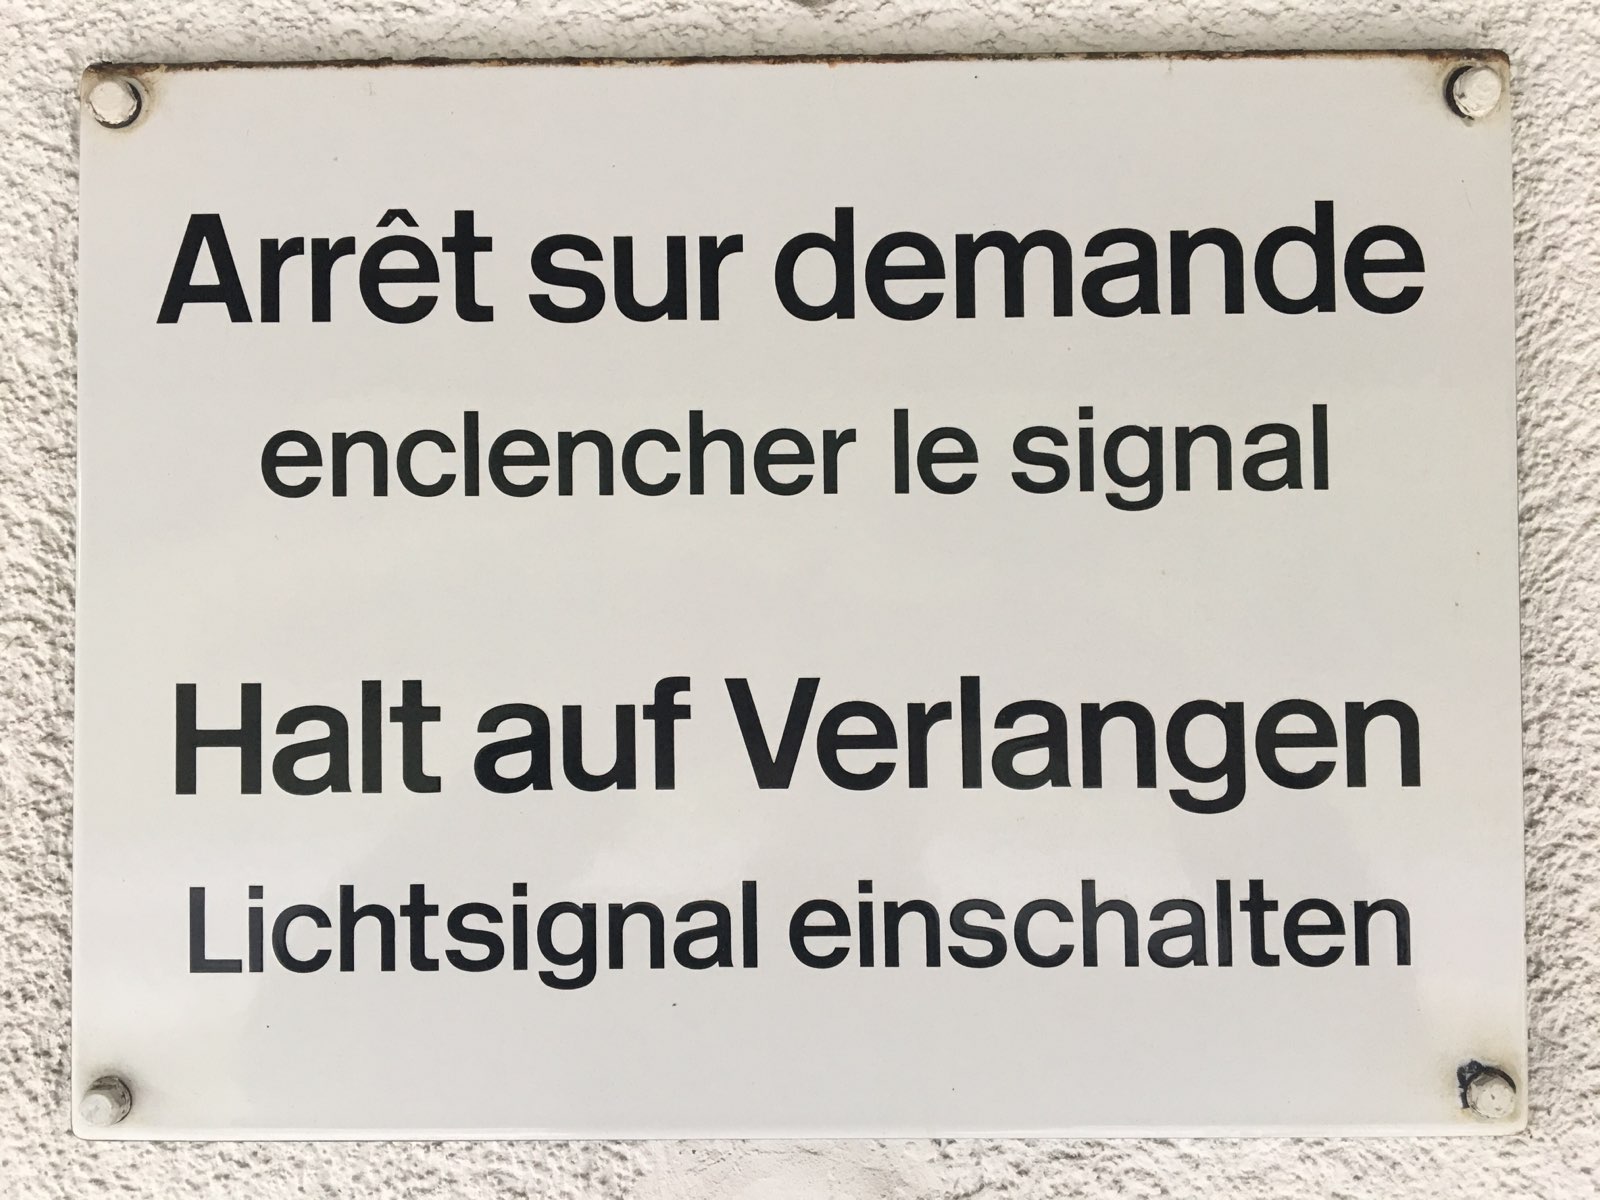 Arrêt sur demande
enclencher le signal
Halt auf Verlangen
Lichtsignal einschalten